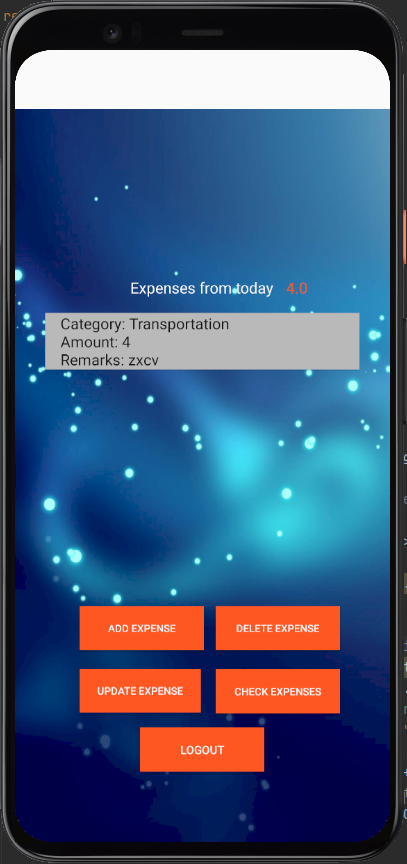 Expenses from today 4.0
Category: Transportation
Amount: 4
Remarks: zxcv
ADD EXPENSE DELETE EXPENSE
UPDATE EXPENSE CHECK EXPENSES
LOGOUT